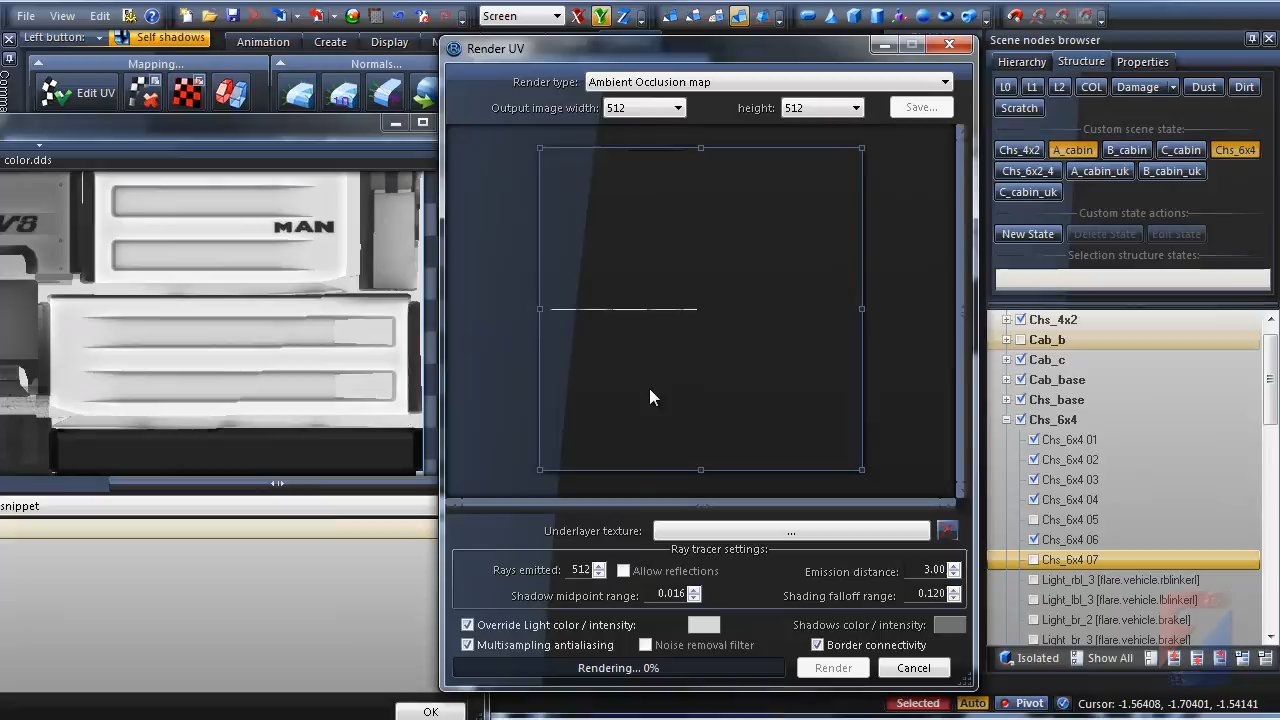 File View Edit
Screen
Left button: Self shadows
Animation Create Display
Mapping...
Normals...
Edit UV
color.dds
V8
MAN
snippet
OK
Render UV
Render type: Ambient Occlusion map
Output image width: 512 height: 512 Save...
Underlayer texture: ...
Ray tracer settings:
Rays emitted: 512 Allow reflections Emission distance: 3.00
Shadow midpoint range: 0.016 Shading falloff range: 0.120
Override Light color / intensity: Shadows color / intensity:
Multisampling antialiasing Noise removal filter Border connectivity
Rendering... 0% Render Cancel
Scene nodes browser
Hierarchy Structure Properties
L0 L1 L2 COL Damage Dust Dirt
Scratch
Custom scene state:
Chs_4x2 A_cabin B_cabin C_cabin Chs_6x4
Chs_6x2_4 A_cabin_uk B_cabin_uk
C_cabin_uk
Custom state actions:
New State Delete State Edit State
Selection structure states:
Chs_4x2
Cab_b
Cab_c
Cab_base
Chs_base
Chs_6x4
Chs_6x4 01
Chs_6x4 02
Chs_6x4 03
Chs_6x4 04
Chs_6x4 05
Chs_6x4 06
Chs_6x4 07
Light_rbl_3 [flare.vehicle.rblinkerl]
Light_lbl_3 [flare.vehicle.lblinker]
Light_br_2 [flare.vehicle.brakel]
Light_br_3 [flare.vehicle.brakel]
Isolated Show All
Selected Auto Pivot Cursor: -1.56408, -1.70401, -1.54141